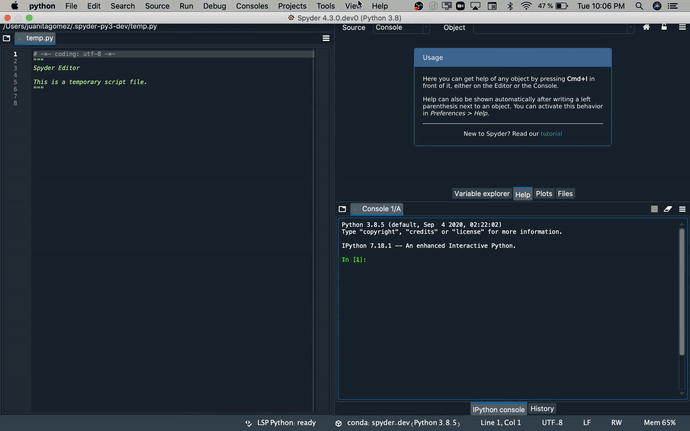 python File Edit Search Source Run Debug Consoles Projects Tools View Help 47% Tue 10:06 PM
Spyder 4.3.0.dev0 (Python 3.8)
/Users/juanitagomez/.spyder-py3-dev/temp.py
temp.py
1 # -*- coding: utf-8 -*-
2 """
3 Spyder Editor
4
5 This is a temporary script file.
6 """
7
8
Source Console Object
Usage
Here you can get help of any object by pressing Cmd+I in
front of it, either on the Editor or the Console.
Help can also be shown automatically after writing a left
parenthesis next to an object. You can activate this behavior
in Preferences > Help.
New to Spyder? Read our tutorial
Variable explorer Help Plots Files
Console 1/A
Python 3.8.5 (default, Sep 4 2020, 02:22:02)
Type "copyright", "credits" or "license" for more information.
IPython 7.18.1 -- An enhanced Interactive Python.
In [1]:
IPython console History
LSP Python: ready conda: spyder-dev (Python 3.8.5) Line 1, Col 1 UTF-8 LF RW Mem 65%